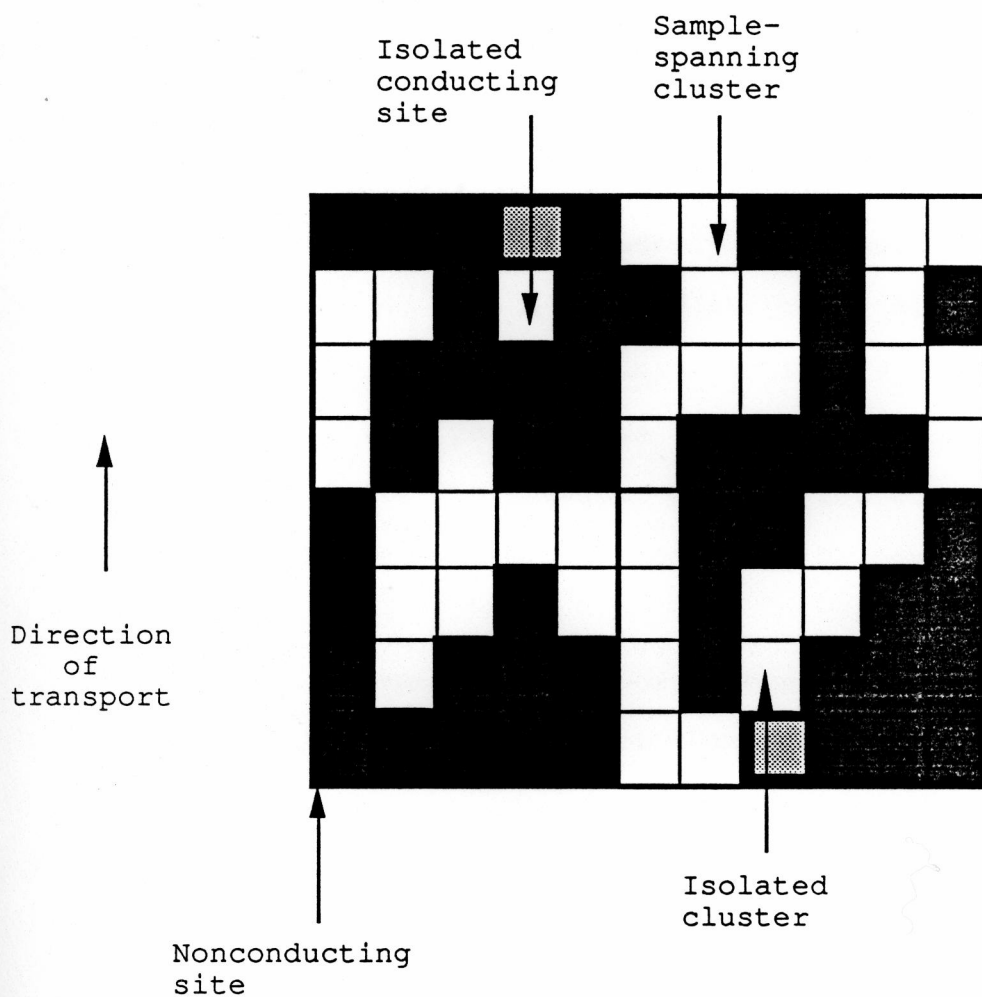 Isolated
conducting
site
Sample-
spanning
cluster
Direction
of
transport
Isolated
cluster
Nonconducting
site